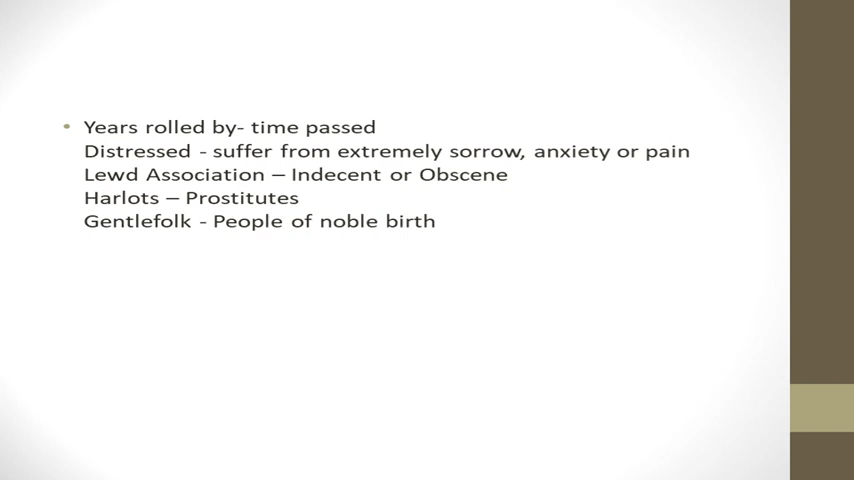 • Years rolled by- time passed
Distressed - suffer from extremely sorrow, anxiety or pain
Lewd Association – Indecent or Obscene
Harlots – Prostitutes
Gentlefolk - People of noble birth